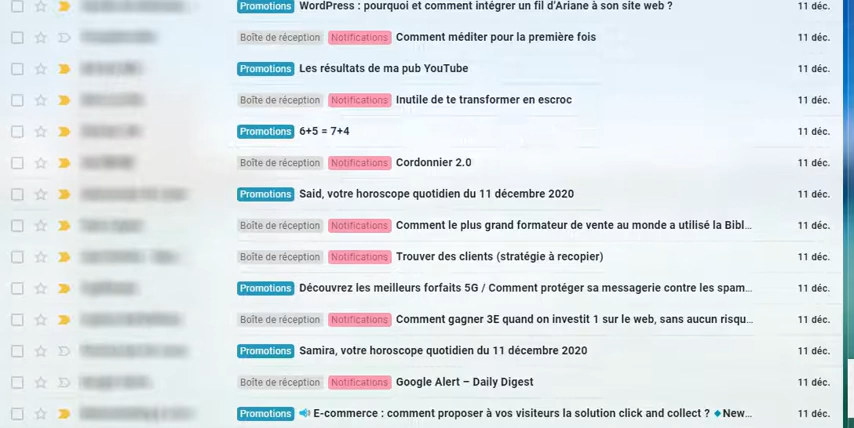 Promotions WordPress : pourquoi et comment intégrer un fil d'Ariane à son site web ? 11 déc.
Boîte de réception Notifications Comment méditer pour la première fois 11 déc.
Promotions Les résultats de ma pub YouTube 11 déc.
Boîte de réception Notifications Inutile de te transformer en escroc 11 déc.
Promotions 6+5 = 7+4 11 déc.
Boîte de réception Notifications Cordonnier 2.0 11 déc.
Promotions Said, votre horoscope quotidien du 11 décembre 2020 11 déc.
Boîte de réception Notifications Comment le plus grand formateur de vente au monde a utilisé la Bibl... 11 déc.
Boîte de réception Notifications Trouver des clients (stratégie à recopier) 11 déc.
Promotions Découvrez les meilleurs forfaits 5G / Comment protéger sa messagerie contre les spam... 11 déc.
Boîte de réception Notifications Comment gagner 3E quand on investit 1 sur le web, sans aucun risqu... 11 déc.
Promotions Samira, votre horoscope quotidien du 11 décembre 2020 11 déc.
Boîte de réception Notifications Google Alert – Daily Digest 11 déc.
Promotions 🔊 E-commerce : comment proposer à vos visiteurs la solution click and collect ? 🔹New... 11 déc.